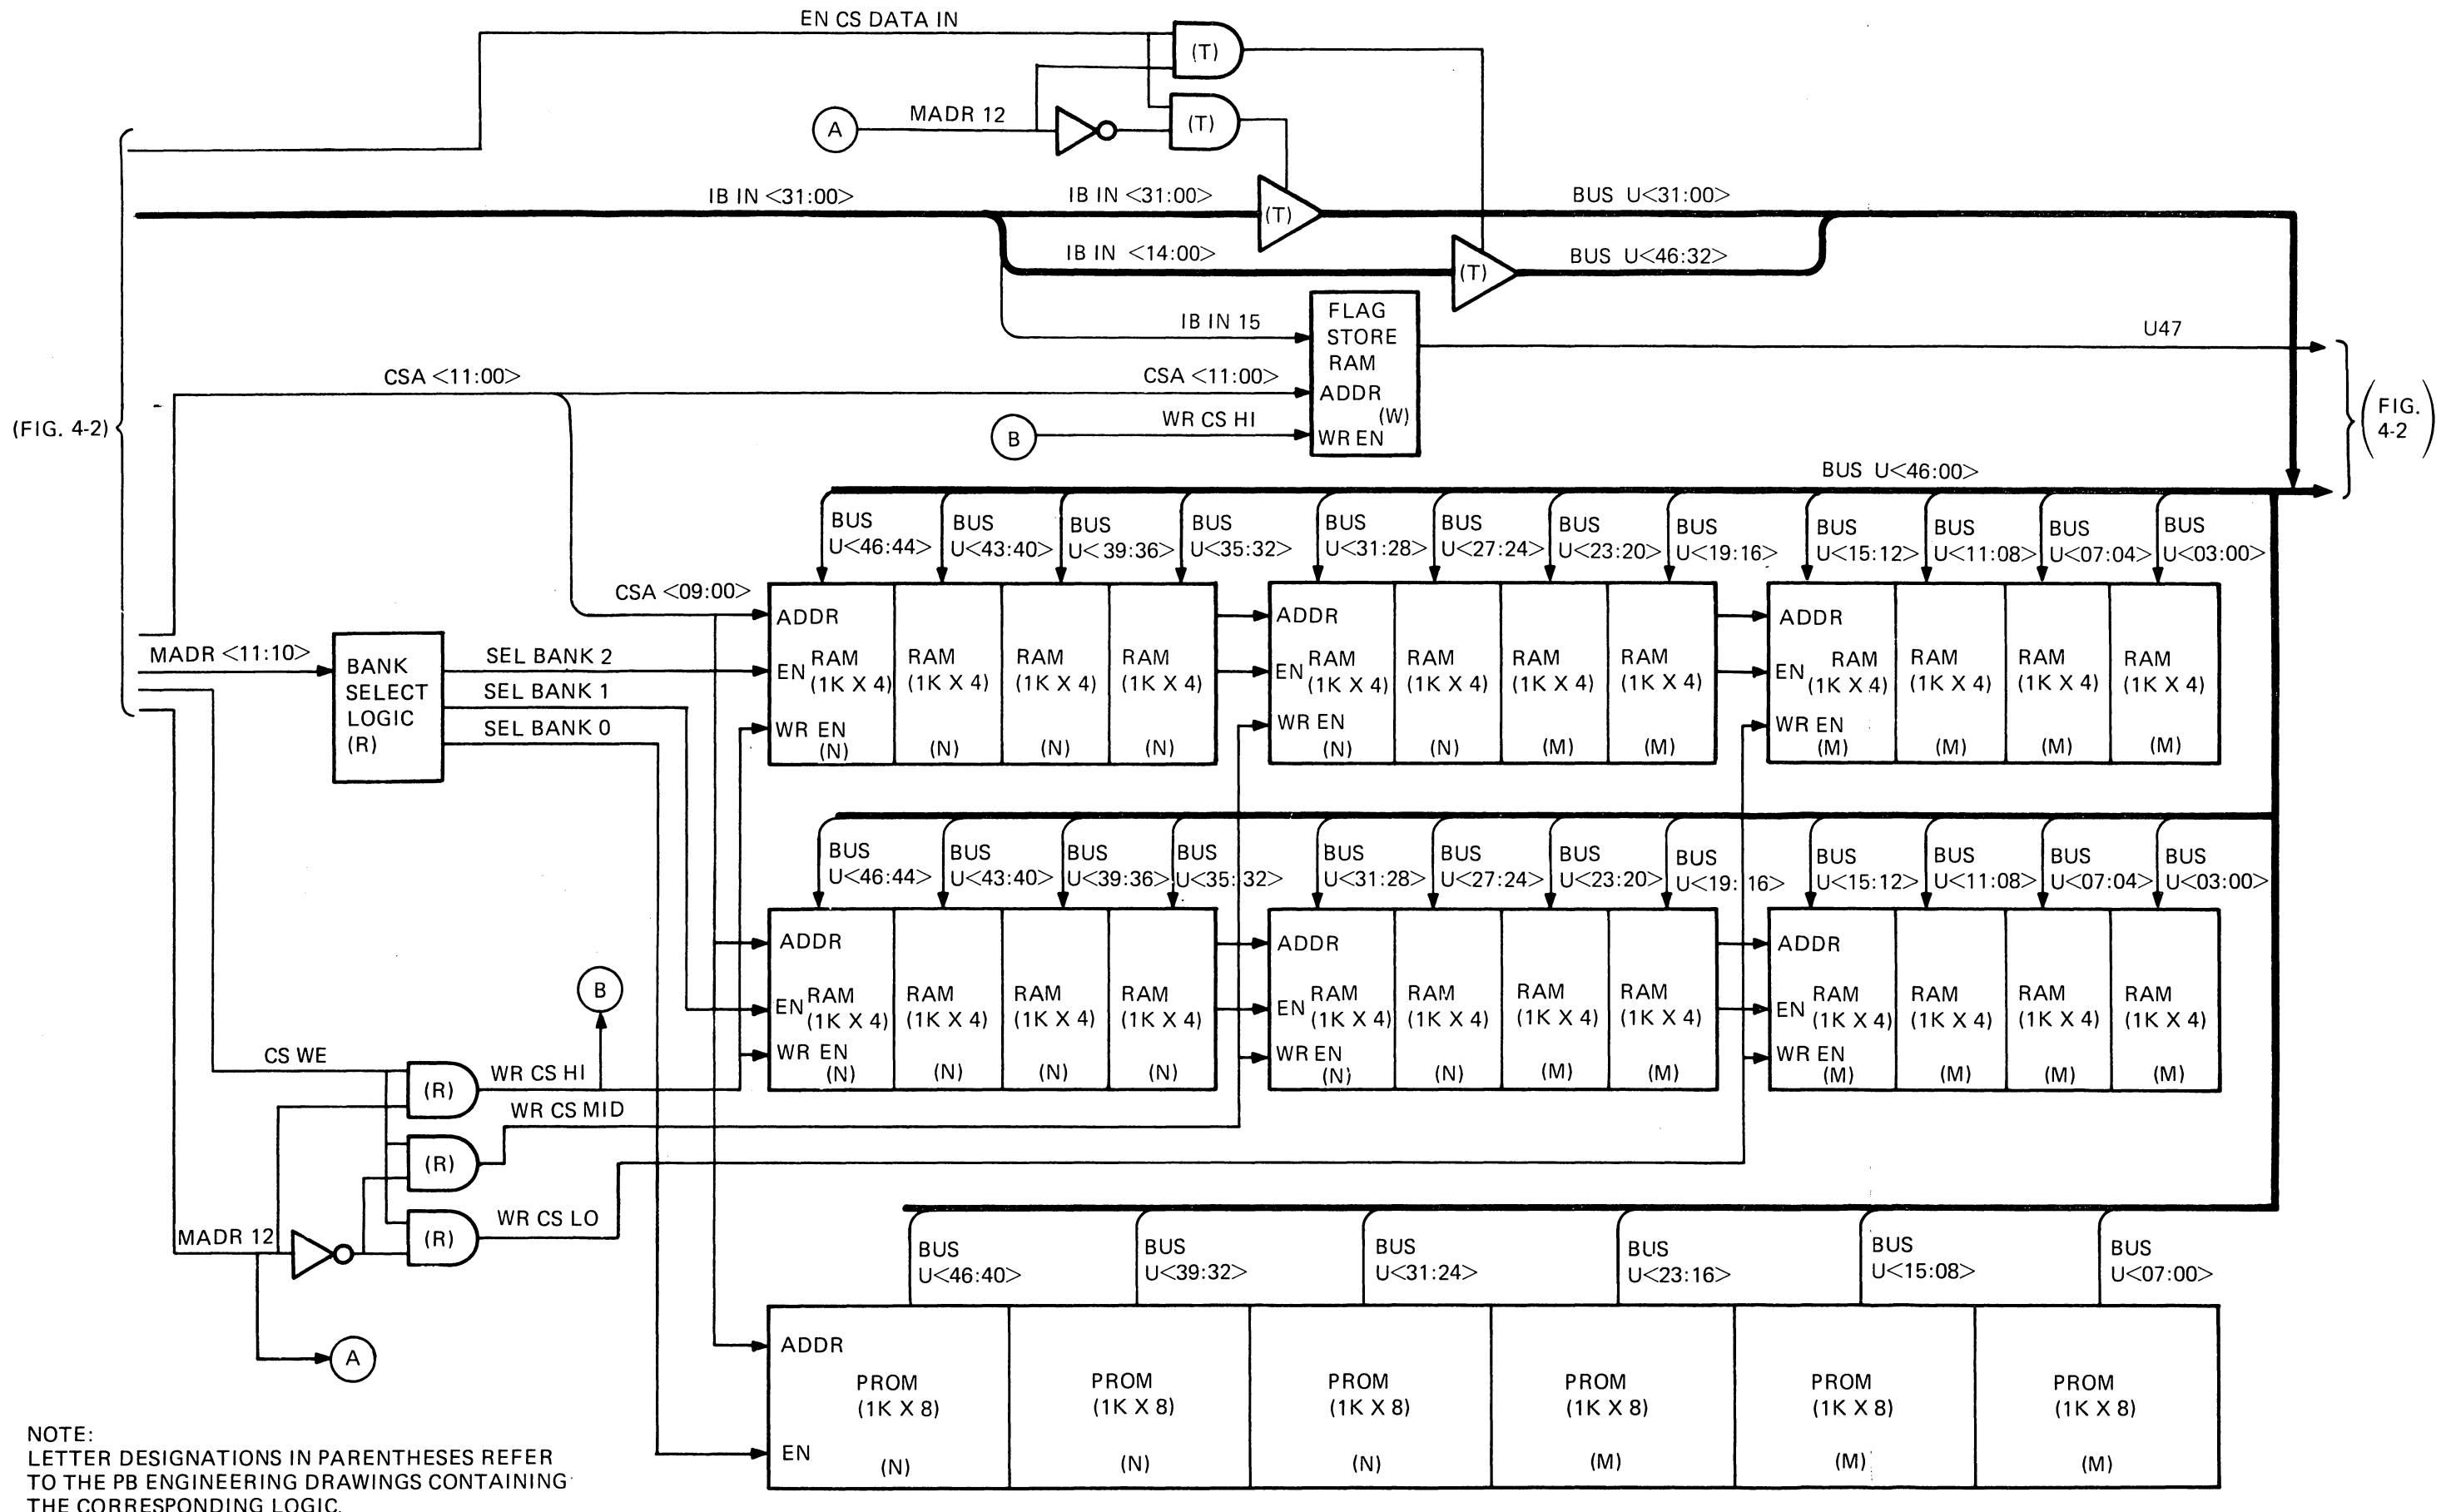 EN CS DATA IN
(T)
A
MADR 12
(T)
IB IN <31:00>
IB IN <31:00>
(T)
BUS U<31:00>
IB IN <14:00>
(T)
BUS U<46:32>
IB IN 15
FLAG
STORE
RAM
ADDR
(W)
WR EN
U47
CSA <11:00>
CSA <11:00>
WR CS HI
B
(FIG. 4-2)
(FIG.
4-2)
BUS U<46:00>
BUS
U<46:44>
BUS
U<43:40>
BUS
U<39:36>
BUS
U<35:32>
BUS
U<31:28>
BUS
U<27:24>
BUS
U<23:20>
BUS
U<19:16>
BUS
U<15:12>
BUS
U<11:08>
BUS
U<07:04>
BUS
U<03:00>
CSA <09:00>
MADR <11:10>
BANK
SELECT
LOGIC
(R)
SEL BANK 2
SEL BANK 1
SEL BANK 0
ADDR
EN
WR EN
RAM
(1K X 4)
(N)
RAM
(1K X 4)
(N)
RAM
(1K X 4)
(N)
RAM
(1K X 4)
(N)
ADDR
EN
WR EN
RAM
(1K X 4)
(N)
RAM
(1K X 4)
(N)
RAM
(1K X 4)
(M)
RAM
(1K X 4)
(M)
ADDR
EN
WR EN
RAM
(1K X 4)
(M)
RAM
(1K X 4)
(M)
RAM
(1K X 4)
(M)
RAM
(1K X 4)
(M)
BUS
U<46:44>
BUS
U<43:40>
BUS
U<39:36>
BUS
U<35:32>
BUS
U<31:28>
BUS
U<27:24>
BUS
U<23:20>
BUS
U<19:16>
BUS
U<15:12>
BUS
U<11:08>
BUS
U<07:04>
BUS
U<03:00>
ADDR
EN
WR EN
RAM
(1K X 4)
(N)
RAM
(1K X 4)
(N)
RAM
(1K X 4)
(N)
RAM
(1K X 4)
(N)
ADDR
EN
WR EN
RAM
(1K X 4)
(N)
RAM
(1K X 4)
(N)
RAM
(1K X 4)
(M)
RAM
(1K X 4)
(M)
ADDR
EN
WR EN
RAM
(1K X 4)
(M)
RAM
(1K X 4)
(M)
RAM
(1K X 4)
(M)
RAM
(1K X 4)
(M)
B
CS WE
(R)
WR CS HI
WR CS MID
(R)
MADR 12
(R)
WR CS LO
A
BUS
U<46:40>
BUS
U<39:32>
BUS
U<31:24>
BUS
U<23:16>
BUS
U<15:08>
BUS
U<07:00>
ADDR
EN
PROM
(1K X 8)
(N)
PROM
(1K X 8)
(N)
PROM
(1K X 8)
(N)
PROM
(1K X 8)
(M)
PROM
(1K X 8)
(M)
PROM
(1K X 8)
(M)
NOTE:
LETTER DESIGNATIONS IN PARENTHESES REFER
TO THE PB ENGINEERING DRAWINGS CONTAINING
THE CORRESPONDING LOGIC.